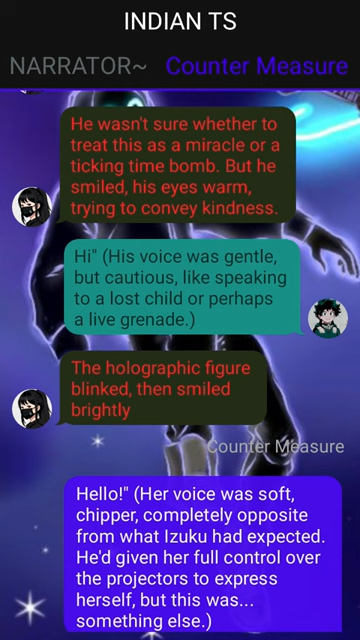 INDIAN TS
NARRATOR~ Counter Measure
He wasn't sure whether to
treat this as a miracle or a
ticking time bomb. But he
smiled, his eyes warm,
trying to convey kindness.
Hi" (His voice was gentle,
but cautious, like speaking
to a lost child or perhaps
a live grenade.)
The holographic figure
blinked, then smiled
brightly
Counter Measure
Hello!" (Her voice was soft,
chipper, completely opposite
from what Izuku had expected.
He'd given her full control over
the projectors to express
herself, but this was...
something else.)